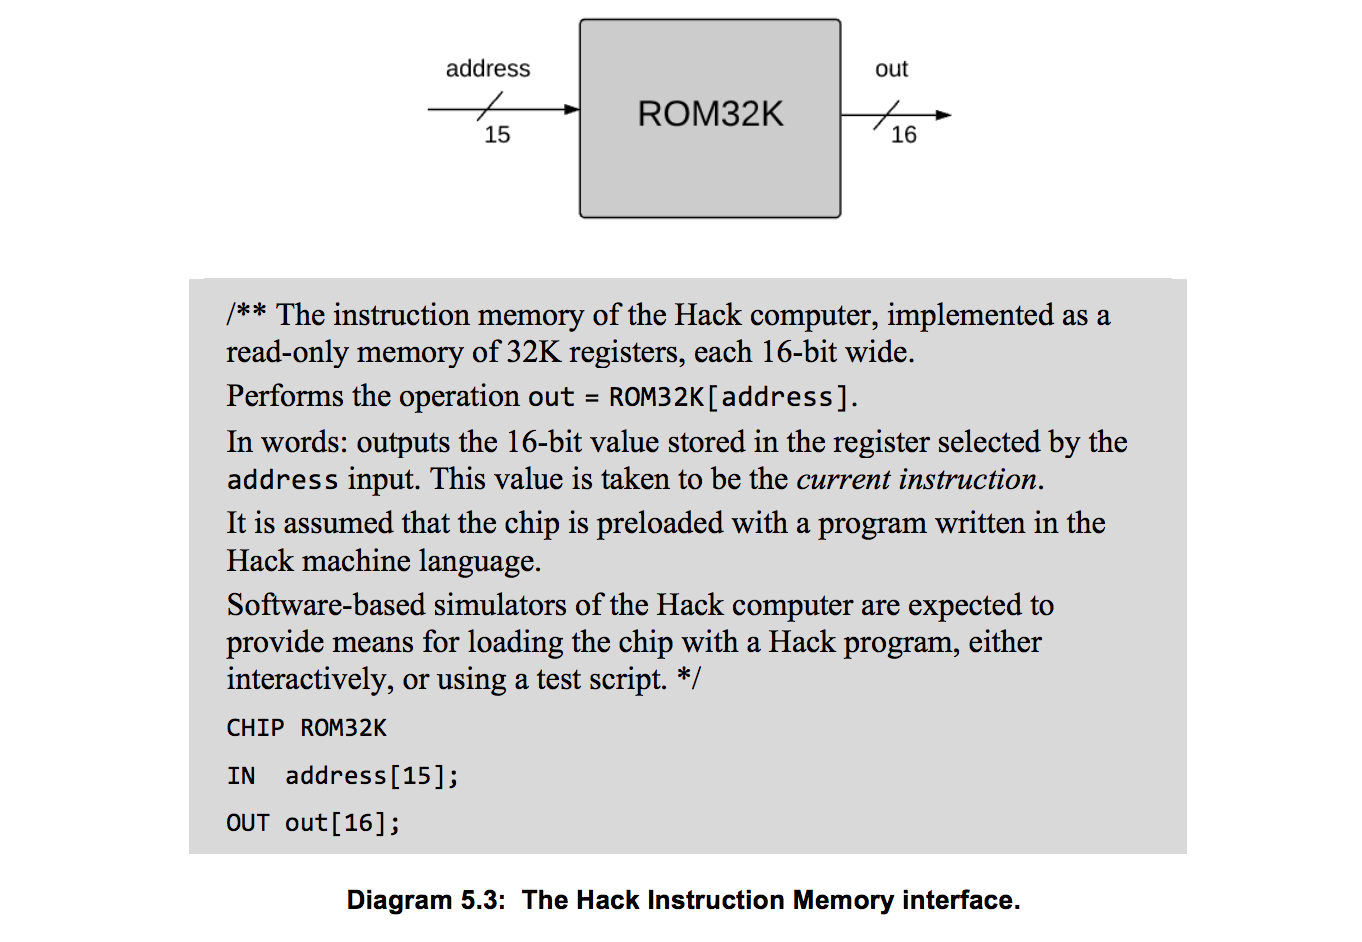 address
15
ROM32K
out
16
/** The instruction memory of the Hack computer, implemented as a
read-only memory of 32K registers, each 16-bit wide.
Performs the operation out = ROM32K[address].
In words: outputs the 16-bit value stored in the register selected by the
address input. This value is taken to be the current instruction.
It is assumed that the chip is preloaded with a program written in the
Hack machine language.
Software-based simulators of the Hack computer are expected to
provide means for loading the chip with a Hack program, either
interactively, or using a test script. */
CHIP ROM32K
IN  address[15];
OUT out[16];
Diagram 5.3:  The Hack Instruction Memory interface.